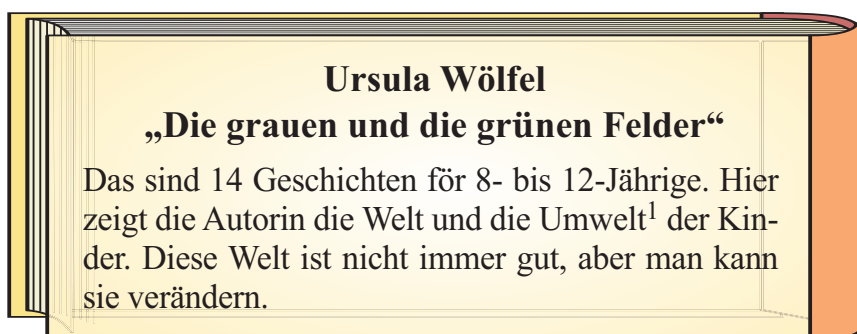 Ursula Wölfel
„Die grauen und die grünen Felder“
Das sind 14 Geschichten för 8- bis 12-Jährige. Hier
zeigt die Autorin die Welt und die Umwelt¹ der Kin-
der. Diese Welt ist nicht immer gut, aber man kann
sie verändern.